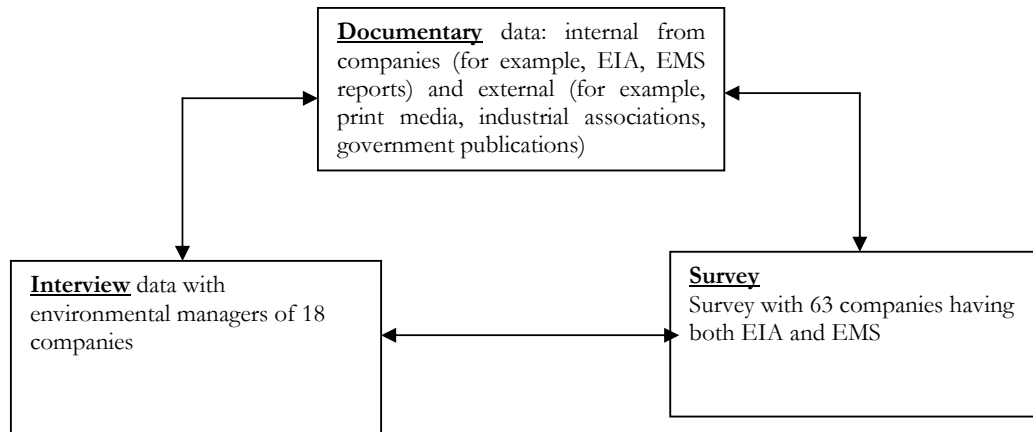 Documentary data: internal from
companies (for example, EIA, EMS
reports) and external (for example,
print media, industrial associations,
government publications)
Interview data with
environmental managers of 18
companies
Survey
Survey with 63 companies having
both EIA and EMS